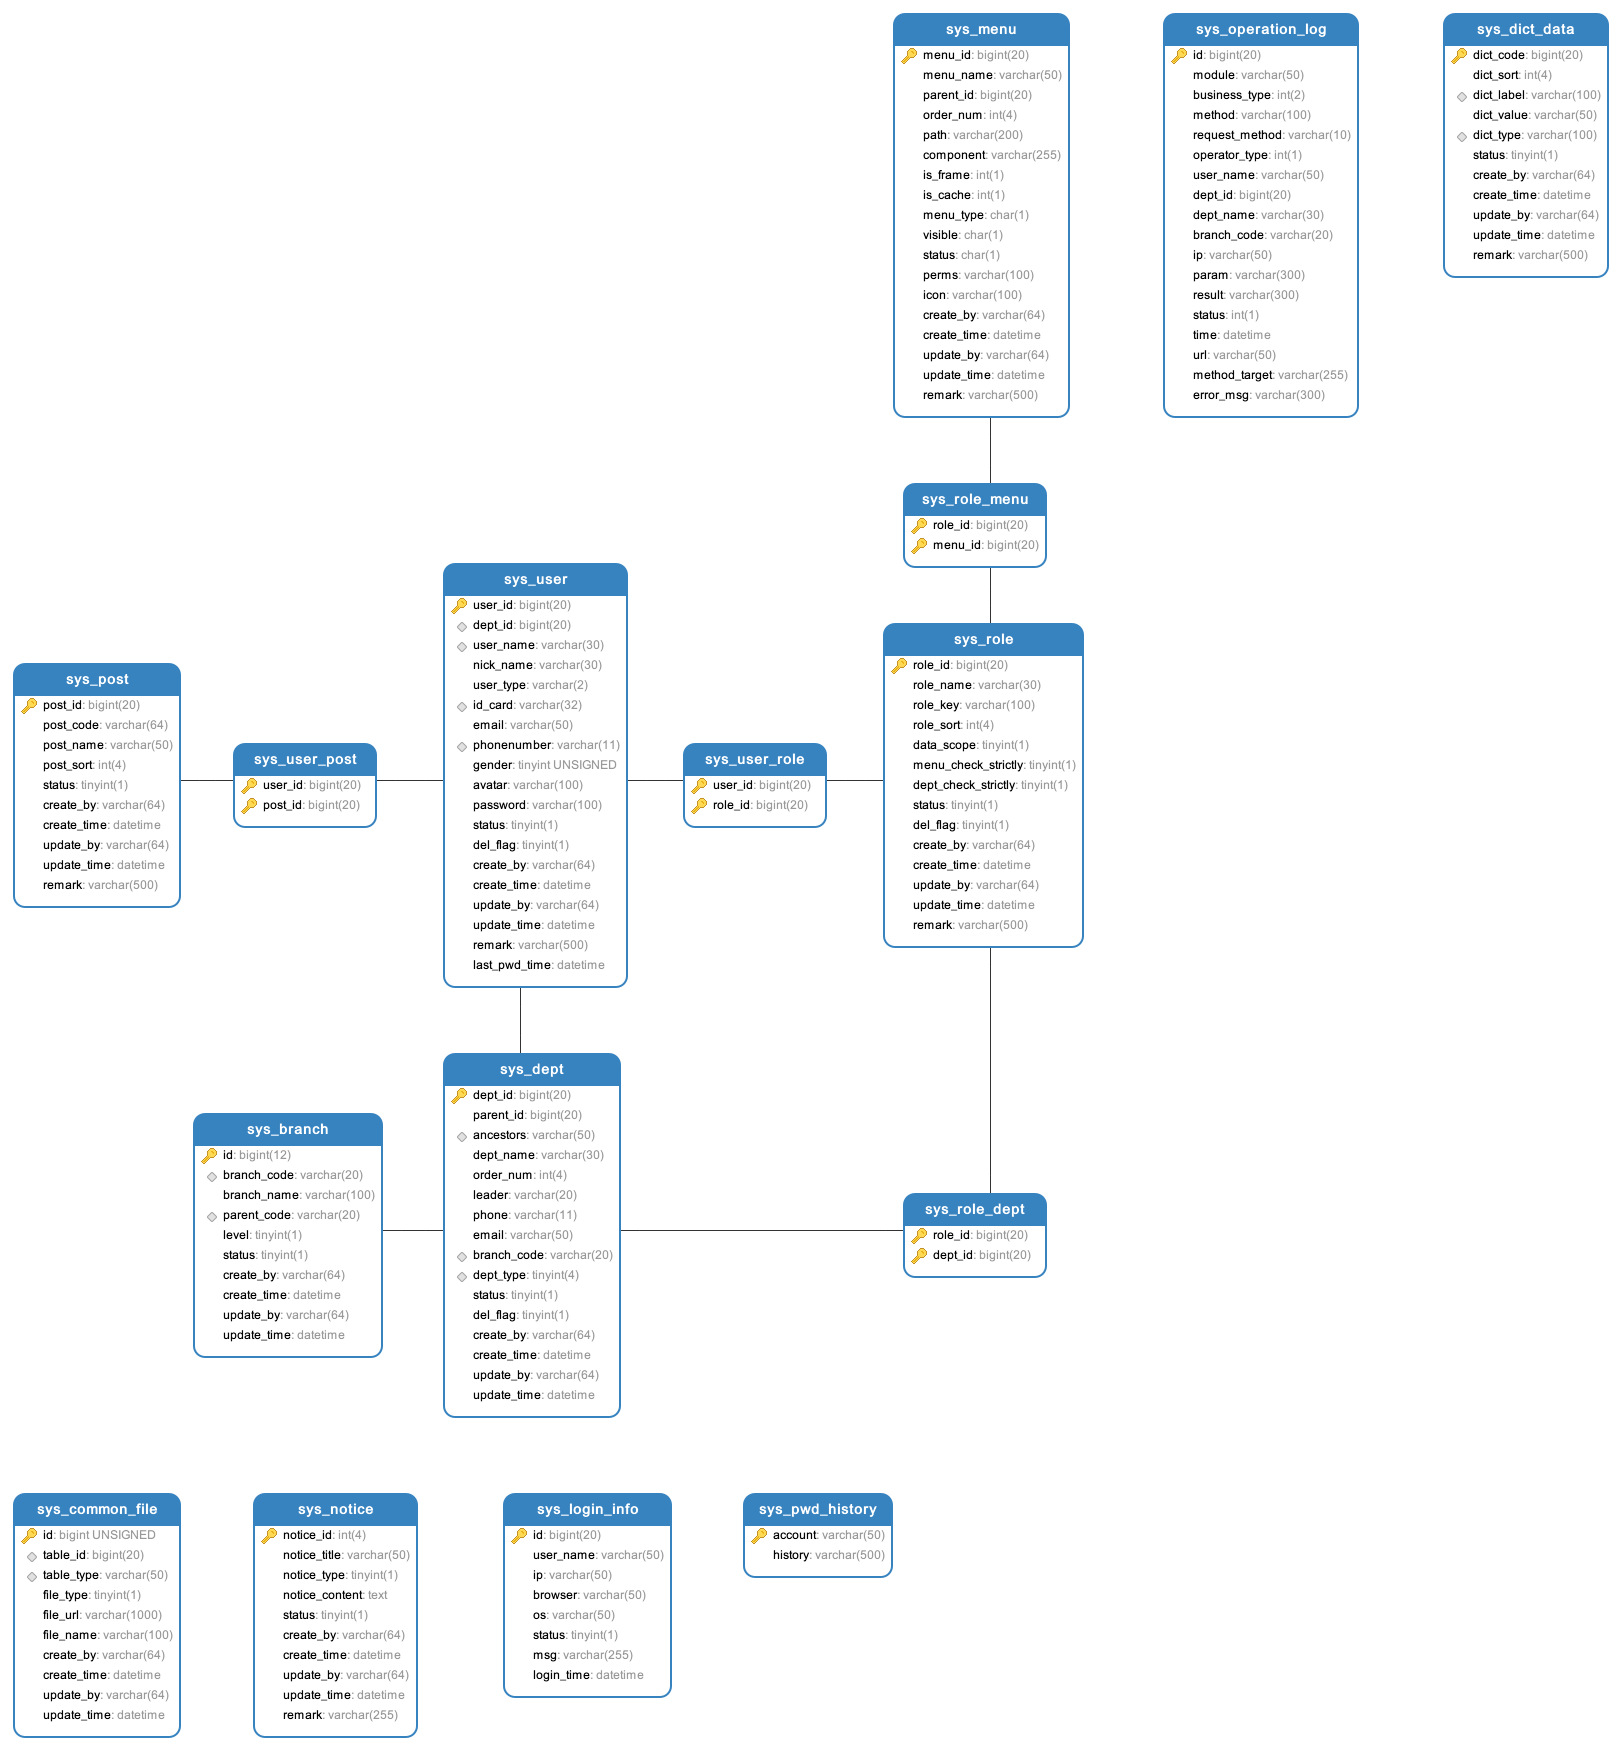 sys_menu
menu_id: bigint(20)
menu_name: varchar(50)
parent_id: bigint(20)
order_num: int(4)
path: varchar(200)
component: varchar(255)
is_frame: int(1)
is_cache: int(1)
menu_type: char(1)
visible: char(1)
status: char(1)
perms: varchar(100)
icon: varchar(100)
create_by: varchar(64)
create_time: datetime
update_by: varchar(64)
update_time: datetime
remark: varchar(500)
sys_operation_log
id: bigint(20)
module: varchar(50)
business_type: int(2)
method: varchar(100)
request_method: varchar(10)
operator_type: int(1)
user_name: varchar(50)
dept_id: bigint(20)
dept_name: varchar(30)
branch_code: varchar(20)
ip: varchar(50)
param: varchar(300)
result: varchar(300)
status: int(1)
time: datetime
url: varchar(50)
method_target: varchar(255)
error_msg: varchar(300)
sys_dict_data
dict_code: bigint(20)
dict_sort: int(4)
dict_label: varchar(100)
dict_value: varchar(50)
dict_type: varchar(100)
status: tinyint(1)
create_by: varchar(64)
create_time: datetime
update_by: varchar(64)
update_time: datetime
remark: varchar(500)
sys_role_menu
role_id: bigint(20)
menu_id: bigint(20)
sys_post
post_id: bigint(20)
post_code: varchar(64)
post_name: varchar(50)
post_sort: int(4)
status: tinyint(1)
create_by: varchar(64)
create_time: datetime
update_by: varchar(64)
update_time: datetime
remark: varchar(500)
sys_user_post
user_id: bigint(20)
post_id: bigint(20)
sys_user
user_id: bigint(20)
dept_id: bigint(20)
user_name: varchar(30)
nick_name: varchar(30)
user_type: varchar(2)
id_card: varchar(32)
email: varchar(50)
phonenumber: varchar(11)
gender: tinyint UNSIGNED
avatar: varchar(100)
password: varchar(100)
status: tinyint(1)
del_flag: tinyint(1)
create_by: varchar(64)
create_time: datetime
update_by: varchar(64)
update_time: datetime
remark: varchar(500)
last_pwd_time: datetime
sys_user_role
user_id: bigint(20)
role_id: bigint(20)
sys_role
role_id: bigint(20)
role_name: varchar(30)
role_key: varchar(100)
role_sort: int(4)
data_scope: tinyint(1)
menu_check_strictly: tinyint(1)
dept_check_strictly: tinyint(1)
status: tinyint(1)
del_flag: tinyint(1)
create_by: varchar(64)
create_time: datetime
update_by: varchar(64)
update_time: datetime
remark: varchar(500)
sys_branch
id: bigint(12)
branch_code: varchar(20)
branch_name: varchar(100)
parent_code: varchar(20)
level: tinyint(1)
status: tinyint(1)
create_by: varchar(64)
create_time: datetime
update_by: varchar(64)
update_time: datetime
sys_dept
dept_id: bigint(20)
parent_id: bigint(20)
ancestors: varchar(50)
dept_name: varchar(30)
order_num: int(4)
leader: varchar(20)
phone: varchar(11)
email: varchar(50)
branch_code: varchar(20)
dept_type: tinyint(4)
status: tinyint(1)
del_flag: tinyint(1)
create_by: varchar(64)
create_time: datetime
update_by: varchar(64)
update_time: datetime
sys_role_dept
role_id: bigint(20)
dept_id: bigint(20)
sys_common_file
id: bigint UNSIGNED
table_id: bigint(20)
table_type: varchar(50)
file_type: tinyint(1)
file_url: varchar(1000)
file_name: varchar(100)
create_by: varchar(64)
create_time: datetime
update_by: varchar(64)
update_time: datetime
sys_notice
notice_id: int(4)
notice_title: varchar(50)
notice_type: tinyint(1)
notice_content: text
status: tinyint(1)
create_by: varchar(64)
create_time: datetime
update_by: varchar(64)
update_time: datetime
remark: varchar(255)
sys_login_info
id: bigint(20)
user_name: varchar(50)
ip: varchar(50)
browser: varchar(50)
os: varchar(50)
status: tinyint(1)
msg: varchar(255)
login_time: datetime
sys_pwd_history
account: varchar(50)
history: varchar(500)